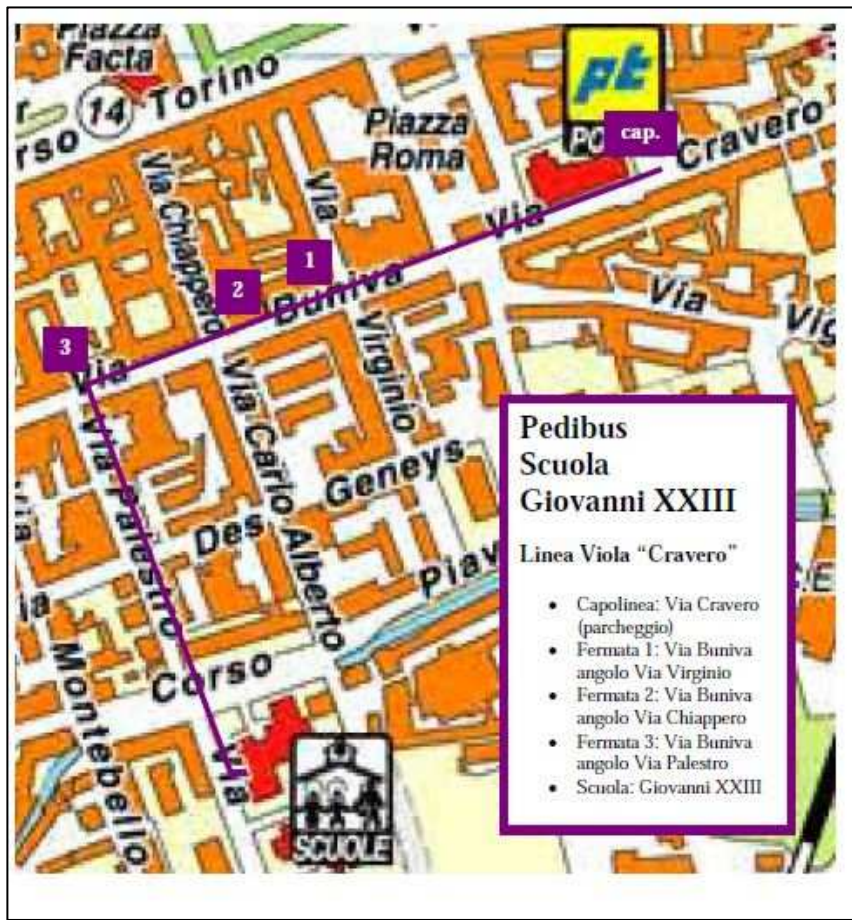 Piazza
Facta
14
Corso Torino
Piazza
Roma
pt
cap.
Cravero
Via
Via Chiappero
Via
1
2
Buniva
Via
3
Via
Virginio
Via Palestro
Via Carlo Alberto
Des Geneys
Piav
Corso
Montebello
Via
SCUOLE
Pedibus
Scuola
Giovanni XXIII
Linea Viola “Cravero”
• Capolinea: Via Cravero
(parcheggio)
• Fermata 1: Via Buniva
angolo Via Virginio
• Fermata 2: Via Buniva
angolo Via Chiappero
• Fermata 3: Via Buniva
angolo Via Palestro
• Scuola: Giovanni XXIII